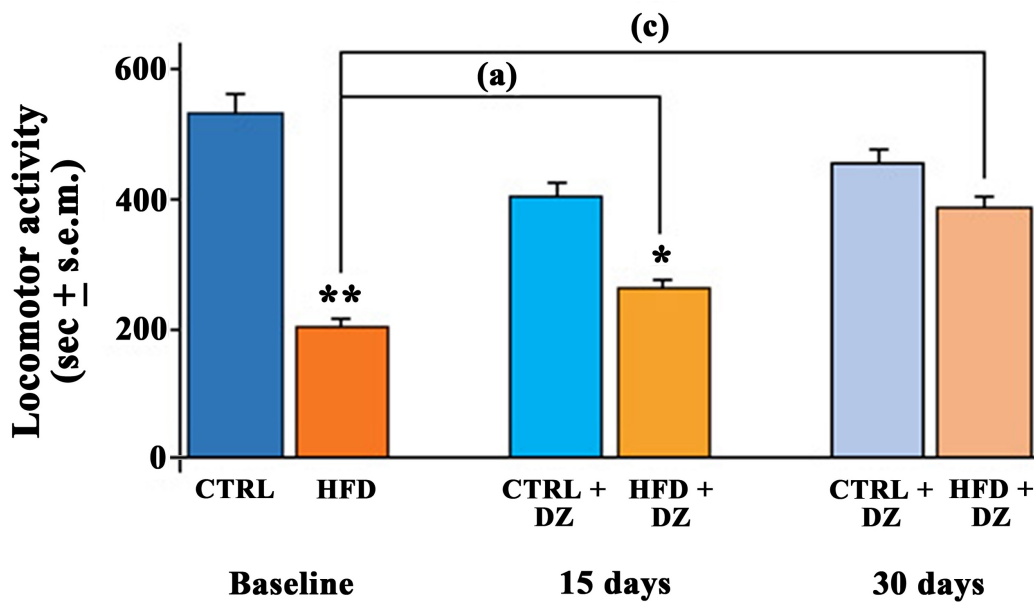 (c)
(a)
600
400
200
0
Locomotor activity
(sec ± s.e.m.)
**
*
CTRL
HFD
CTRL +
DZ
HFD +
DZ
CTRL +
DZ
HFD +
DZ
Baseline
15 days
30 days